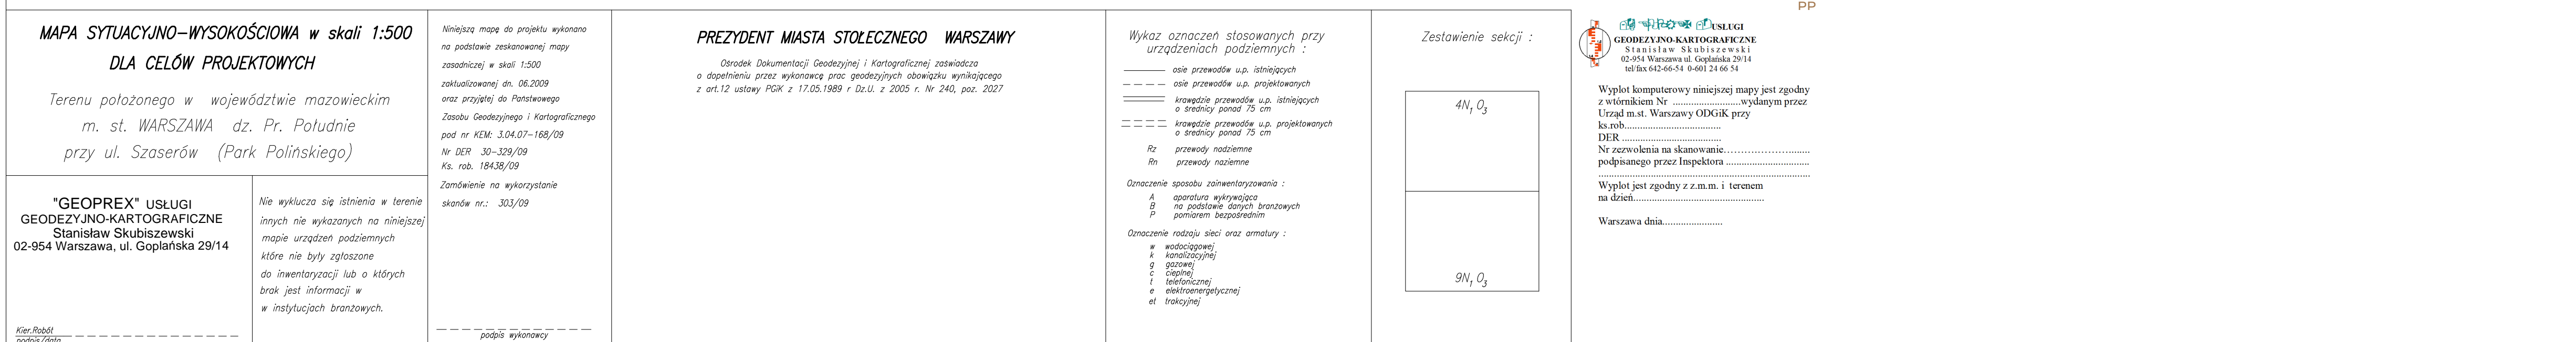 MAPA SYTUACYJNO-WYSOKOŚCIOWA w skali 1:500
DLA CELÓW PROJEKTOWYCH
Terenu położonego w województwie mazowieckim
m. st. WARSZAWA dz. Pr. Południe
przy ul. Szaserów (Park Polińskiego)
"GEOPREX" USŁUGI
GEODEZYJNO-KARTOGRAFICZNE
Stanisław Skubiszewski
02-954 Warszawa, ul. Goplańska 29/14
Kier.Robót
podpis/data
Nie wyklucza się istnienia w terenie
innych nie wykazanych na niniejszej
mapie urządzeń podziemnych
które nie były zgłoszone
do inwentaryzacji lub o których
brak jest informacji w
w instytucjach branżowych.
Niniejszą mapę do projektu wykonano
na podstawie zeskanowanej mapy
zasadniczej w skali 1:500
zaktualizowanej dn. 06.2009
oraz przyjętej do Państwowego
Zasobu Geodezyjnego i Kartograficznego
pod nr KEM: 3.04.07-168/09
Nr DER 30-329/09
Ks. rob. 18438/09
Zamówienie na wykorzystanie
skanów nr.: 303/09
podpis wykonawcy
PREZYDENT MIASTA STOŁECZNEGO WARSZAWY
Ośrodek Dokumentacji Geodezyjnej i Kartograficznej zaświadcza
o dopełnieniu przez wykonawcę prac geodezyjnych obowiązku wynikającego
z art.12 ustawy PGiK z 17.05.1989 r Dz.U. z 2005 r. Nr 240, poz. 2027
Wykaz oznaczeń stosowanych przy
urządzeniach podziemnych :
osie przewodów u.p. istniejących
osie przewodów u.p. projektowanych
krawędzie przewodów u.p. istniejących
o średnicy ponad 75 cm
krawędzie przewodów u.p. projektowanych
o średnicy ponad 75 cm
Rz przewody nadziemne
Rn przewody naziemne
Oznaczenie sposobu zainwentaryzowania :
A aparatura wykrywająca
B na podstawie danych branżowych
P pomiarem bezpośrednim
Oznaczenie rodzaju sieci oraz armatury :
w wodociągowej
k kanalizacyjnej
g gazowej
c cieplnej
t telefonicznej
e elektroenergetycznej
et trakcyjnej
Zestawienie sekcji :
4N1 O3
9N1 O3
PP
USŁUGI
GEODEZYJNO-KARTOGRAFICZNE
Stanisław Skubiszewski
02-954 Warszawa ul. Goplańska 29/14
tel/fax 642-66-54 0-601 24 66 54
Wyplot komputerowy niniejszej mapy jest zgodny
z wtórnikiem Nr ..........................wydanym przez
Urząd m.st. Warszawy ODGiK przy
ks.rob.....................................
DER ......................................
Nr zezwolenia na skanowanie………………........
podpisanego przez Inspektora ................................
.................................................................................
Wyplot jest zgodny z z.m.m. i terenem
na dzień..................................................
Warszawa dnia.......................